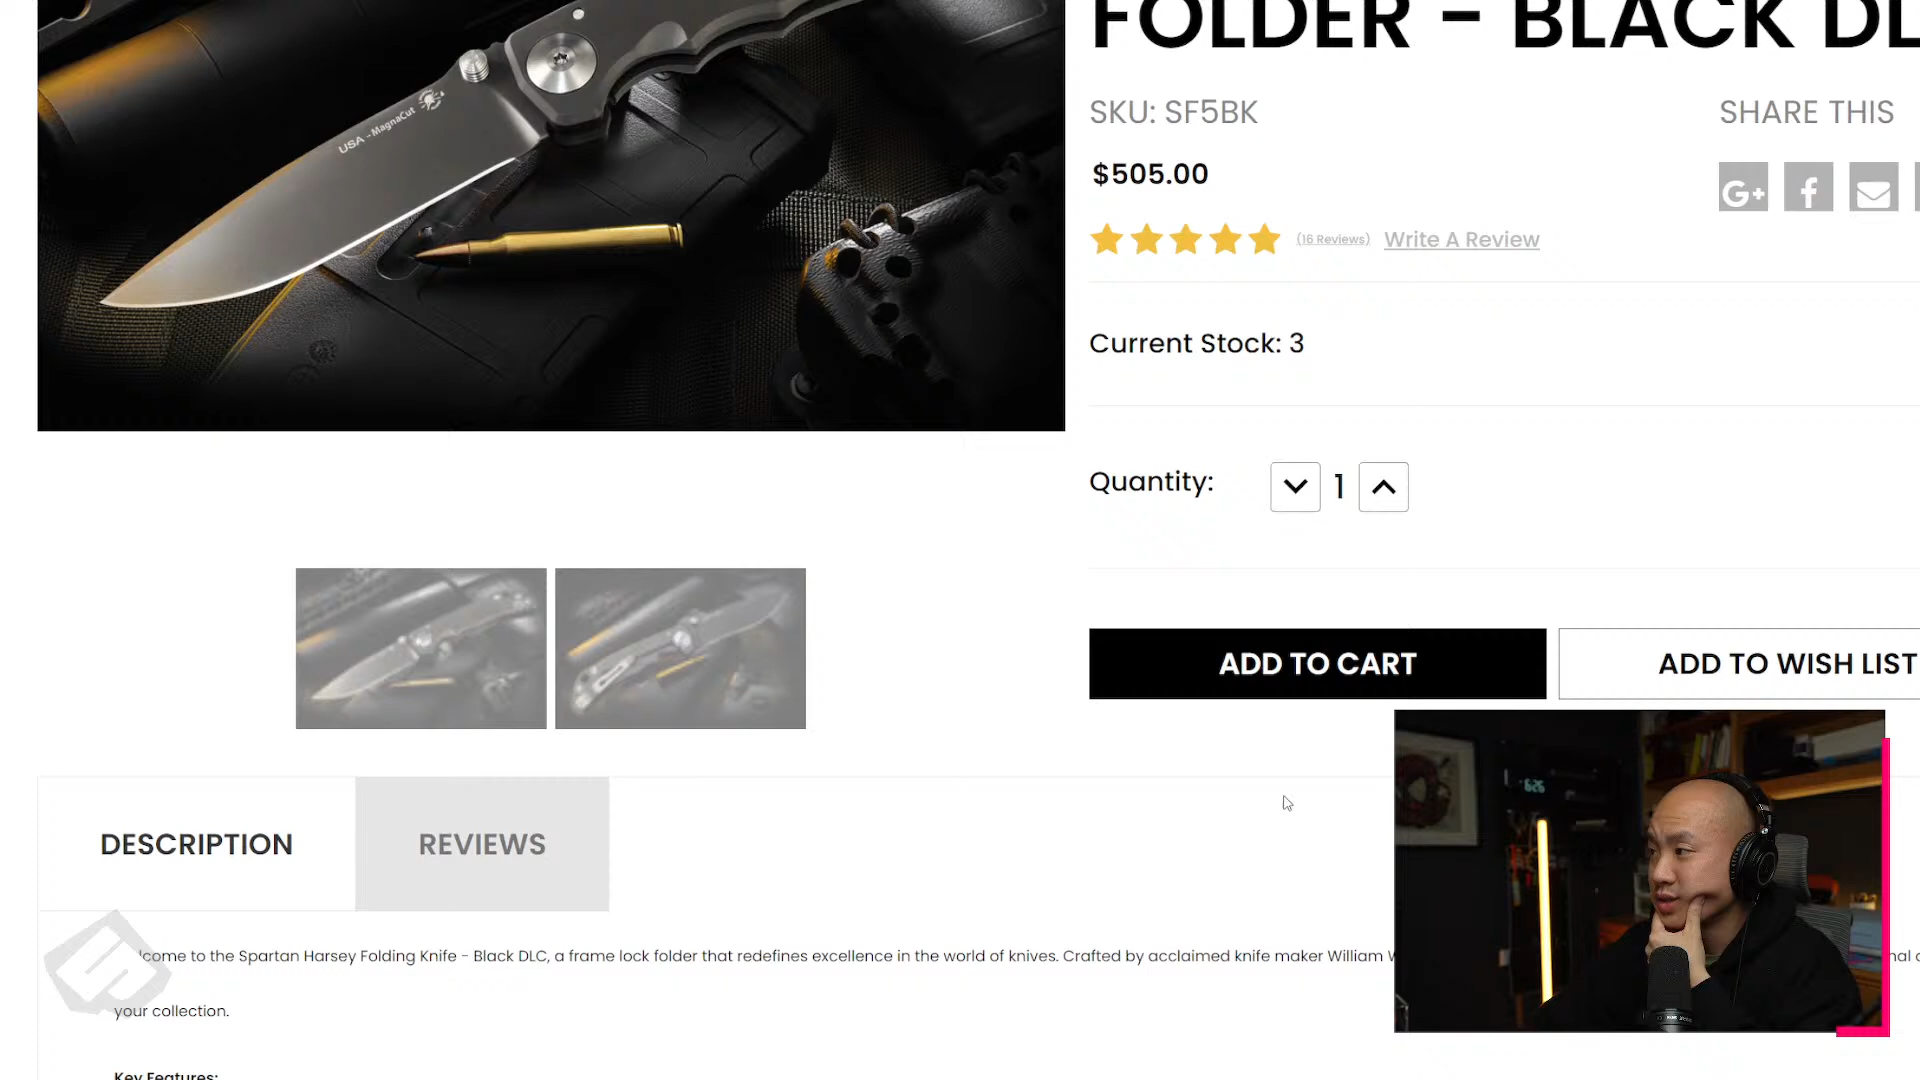 FOLDER - BLACK DL
SKU: SF5BK
SHARE THIS
$505.00
(16 Reviews) Write A Review
USA - MagnaCut
Current Stock: 3
Quantity: 1
ADD TO CART
ADD TO WISH LIST
DESCRIPTION
REVIEWS
6:26
come to the Spartan Harsey Folding Knife - Black DLC, a frame lock folder that redefines excellence in the world of knives. Crafted by acclaimed knife maker William
your collection.
Key Features: